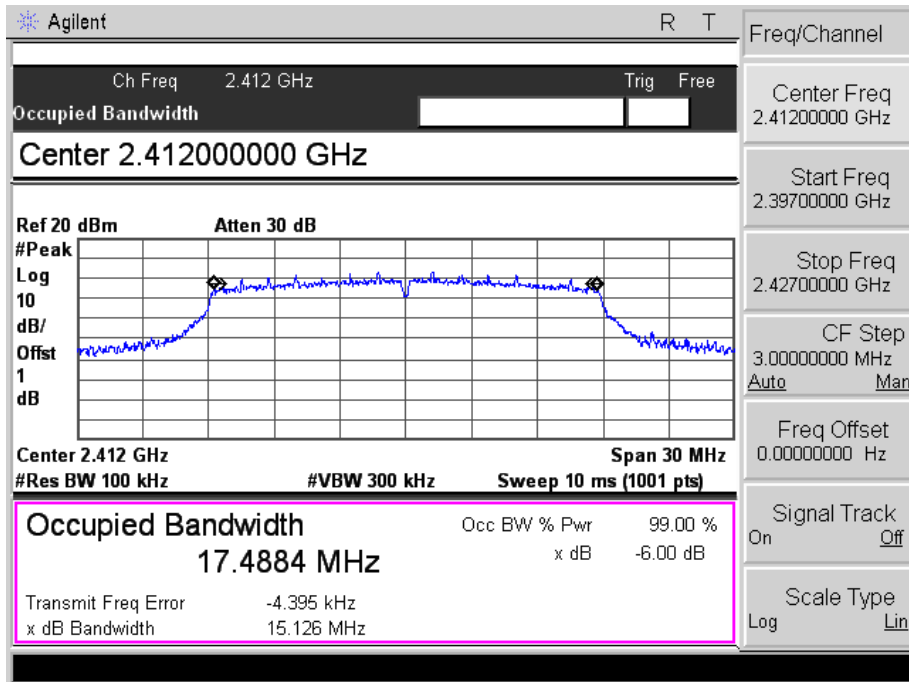 Agilent R T
Ch Freq 2.412 GHz Trig Free
Occupied Bandwidth
Center 2.412000000 GHz
Ref 20 dBm Atten 30 dB
#Peak
Log
10
dB/
Offst
1
dB
Center 2.412 GHz Span 30 MHz
#Res BW 100 kHz #VBW 300 kHz Sweep 10 ms (1001 pts)
Occupied Bandwidth Occ BW % Pwr 99.00 %
17.4884 MHz x dB -6.00 dB
Transmit Freq Error -4.395 kHz
x dB Bandwidth 15.126 MHz
Freq/Channel
Center Freq
2.41200000 GHz
Start Freq
2.39700000 GHz
Stop Freq
2.42700000 GHz
CF Step
3.00000000 MHz
Auto Man
Freq Offset
0.00000000 Hz
Signal Track
On Off
Scale Type
Log Lin